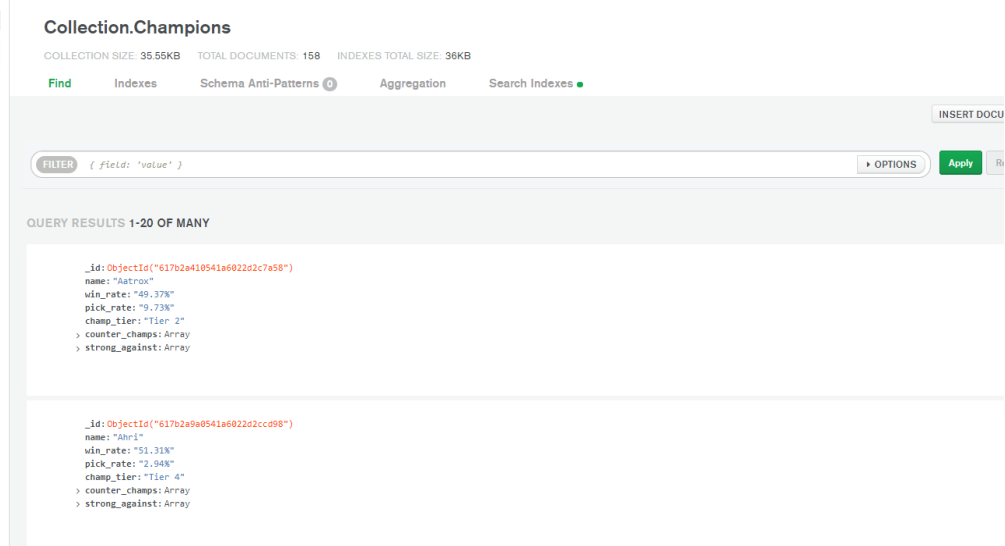 Collection.Champions
COLLECTION SIZE: 35.55KB TOTAL DOCUMENTS: 158 INDEXES TOTAL SIZE: 36KB
Find Indexes Schema Anti-Patterns 0 Aggregation Search Indexes
INSERT DOCU
FILTER { field: 'value' } OPTIONS Apply Re
QUERY RESULTS 1-20 OF MANY
_id: ObjectId("617b2a410541a6022d2c7a58")
name: "Aatrox"
win_rate: "49.37%"
pick_rate: "9.73%"
champ_tier: "Tier 2"
counter_champs: Array
strong_against: Array
_id: ObjectId("617b2a9a0541a6022d2ccd98")
name: "Ahri"
win_rate: "51.31%"
pick_rate: "2.94%"
champ_tier: "Tier 4"
counter_champs: Array
strong_against: Array